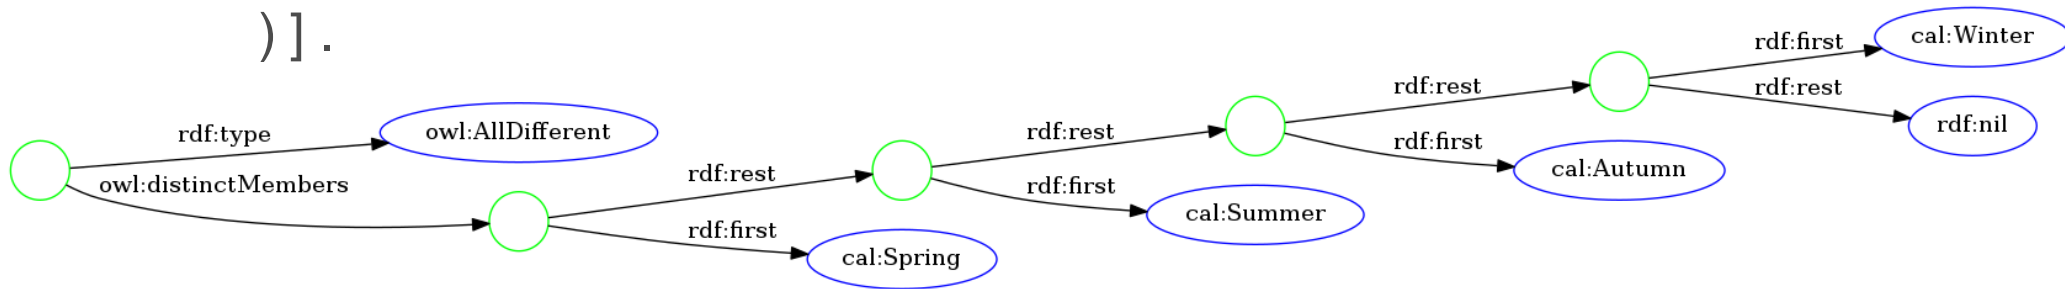 )].
cal:Winter
rdf:first
rdf:rest
rdf:rest
rdf:nil
owl:AllDifferent
rdf:type
rdf:rest
rdf:first
cal:Autumn
owl:distinctMembers
rdf:rest
rdf:first
cal:Summer
rdf:first
cal:Spring